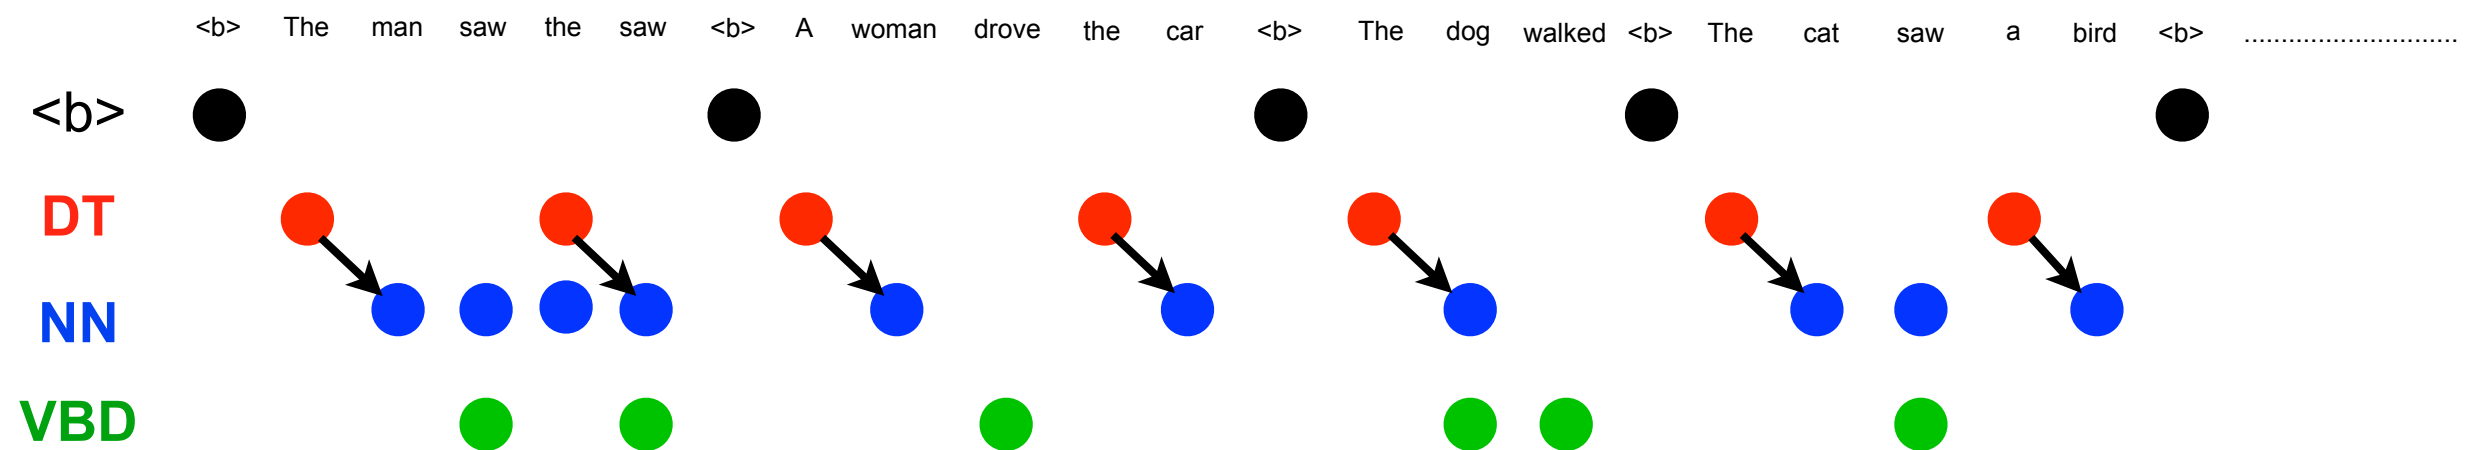 <b> The man saw the saw <b> A woman drove the car <b> The dog walked <b> The cat saw a bird <b> .............................
<b>
DT
NN
VBD